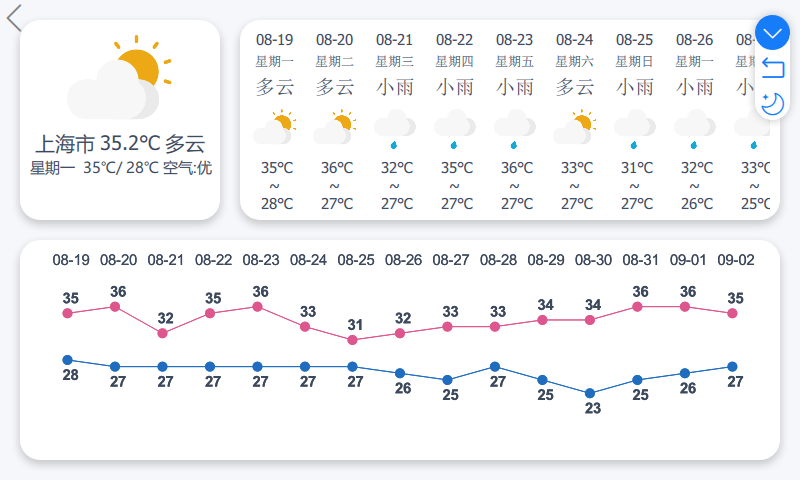 上海市 35.2℃ 多云
星期一 35℃/ 28℃ 空气:优
08-19 08-20 08-21 08-22 08-23 08-24 08-25 08-26 08-
星期一 星期二 星期三 星期四 星期五 星期六 星期日 星期一
多云 多云 小雨 小雨 小雨 多云 小雨 小雨
35℃ 36℃ 32℃ 35℃ 36℃ 33℃ 31℃ 32℃ 33℃
~ ~ ~ ~ ~ ~ ~ ~ ~
28℃ 27℃ 27℃ 27℃ 27℃ 27℃ 27℃ 26℃ 25℃
08-19 08-20 08-21 08-22 08-23 08-24 08-25 08-26 08-27 08-28 08-29 08-30 08-31 09-01 09-02
35 36 32 35 36 33 31 32 33 33 34 34 36 36 35
28 27 27 27 27 27 27 26 25 27 25 23 25 26 27